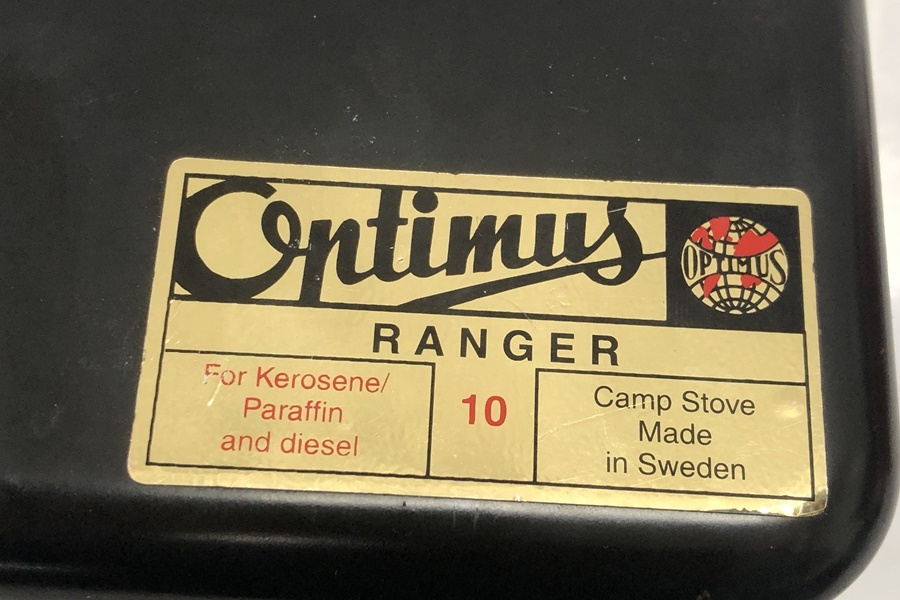 Optimus
OPTIMUS
RANGER
For Kerosene/
Paraffin
and diesel
10
Camp Stove
Made
in Sweden